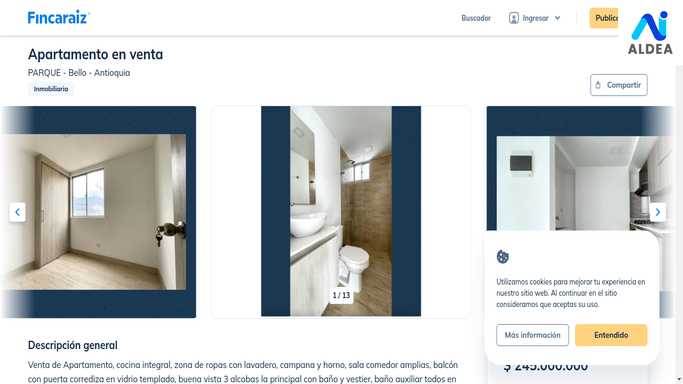 Fincaraiz
Buscador
Ingresar
Publica
ALDEA
Apartamento en venta
PARQUE - Bello - Antioquia
Inmobiliario
Compartir
1 / 13
Utilizamos cookies para mejorar tu experiencia en
nuestro sitio web. Al continuar en el sitio
consideramos que aceptas su uso.
Más información
Entendido
$ 245.000.000
Descripción general
Venta de Apartamento, cocina integral, zona de ropas con lavadero, campana y horno, sala comedor amplias, balcón
con puerta corrediza en vidrio templado, buena vista 3 alcobas la principal con baño y vestier, baño auxiliar todos en